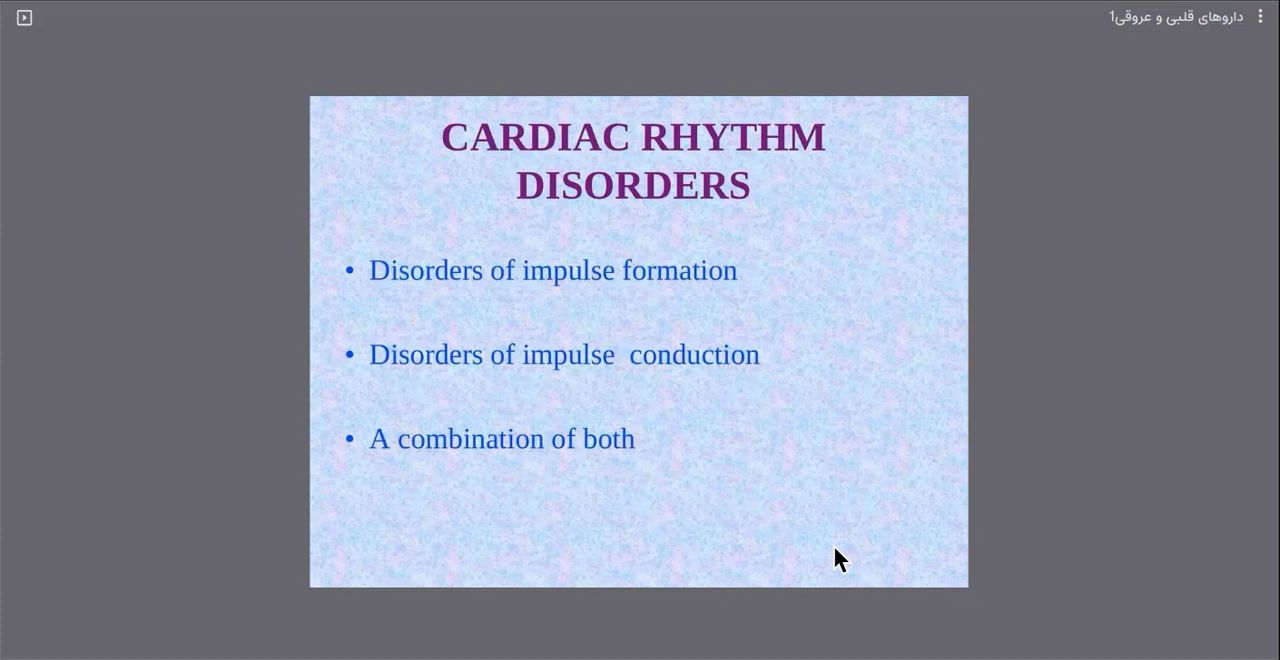 داروهای قلبی و عروقی1
CARDIAC RHYTHM
DISORDERS
• Disorders of impulse formation
• Disorders of impulse  conduction
• A combination of both